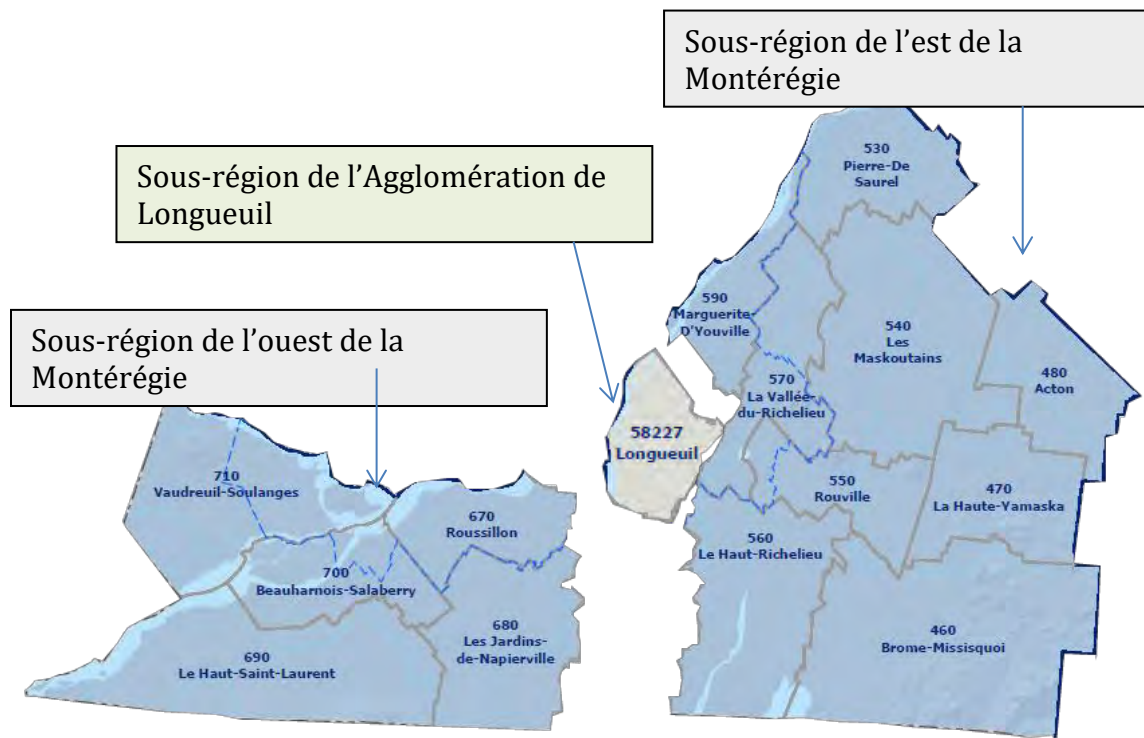 Sous-région de l’est de la
Montérégie
Sous-région de l’Agglomération de
Longueuil
Sous-région de l’ouest de la
Montérégie
530
Pierre-De
Saurel
590
Marguerite-
D'Youville
540
Les
Maskoutains
480
Acton
570
La Vallée-
du-Richelieu
58227
Longueuil
550
Rouville
470
La Haute-Yamaska
560
Le Haut-Richelieu
460
Brome-Missisquoi
710
Vaudreuil-Soulanges
670
Roussillon
700
Beauharnois-Salaberry
680
Les Jardins-
de-Napierville
690
Le Haut-Saint-Laurent